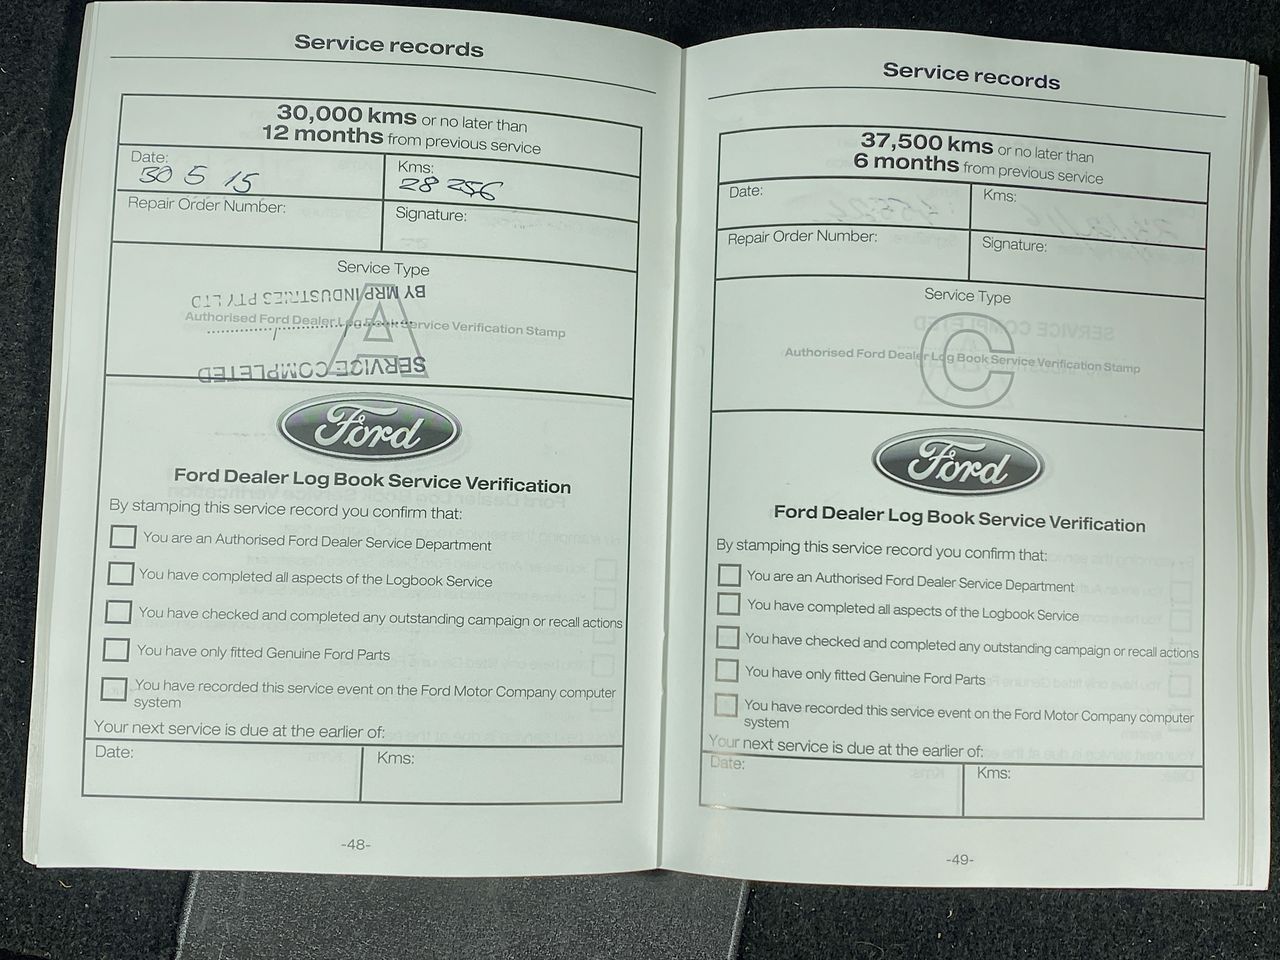 Service records
30,000 kms or no later than
12 months from previous service
Date:
30 5 15
Kms:
28 256
Repair Order Number:
Signature:
Service Type
A
BY MRP INDUSTRIES PTY LTD
Authorised Ford Dealer Log Book Service Verification Stamp
SERVICE COMPLETED
Ford
Ford Dealer Log Book Service Verification
By stamping this service record you confirm that:
You are an Authorised Ford Dealer Service Department
You have completed all aspects of the Logbook Service
You have checked and completed any outstanding campaign or recall actions
You have only fitted Genuine Ford Parts
You have recorded this service event on the Ford Motor Company computer
system
Your next service is due at the earlier of:
Date:
Kms:
-48-
Service records
37,500 kms or no later than
6 months from previous service
Date:
Kms:
Repair Order Number:
Signature:
Service Type
C
Authorised Ford Dealer Log Book Service Verification Stamp
Ford
Ford Dealer Log Book Service Verification
By stamping this service record you confirm that:
You are an Authorised Ford Dealer Service Department
You have completed all aspects of the Logbook Service
You have checked and completed any outstanding campaign or recall actions
You have only fitted Genuine Ford Parts
You have recorded this service event on the Ford Motor Company computer
system
Your next service is due at the earlier of:
Date:
Kms:
-49-